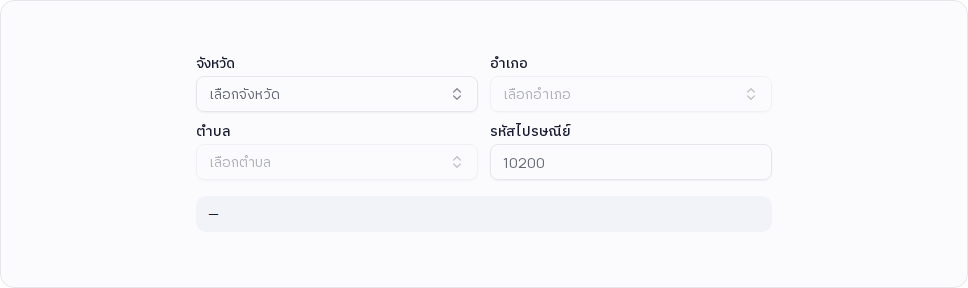 จังหวัด
อำเภอ
เลือกจังหวัด
เลือกอำเภอ
ตำบล
รหัสไปรษณีย์
เลือกตำบล
10200
—